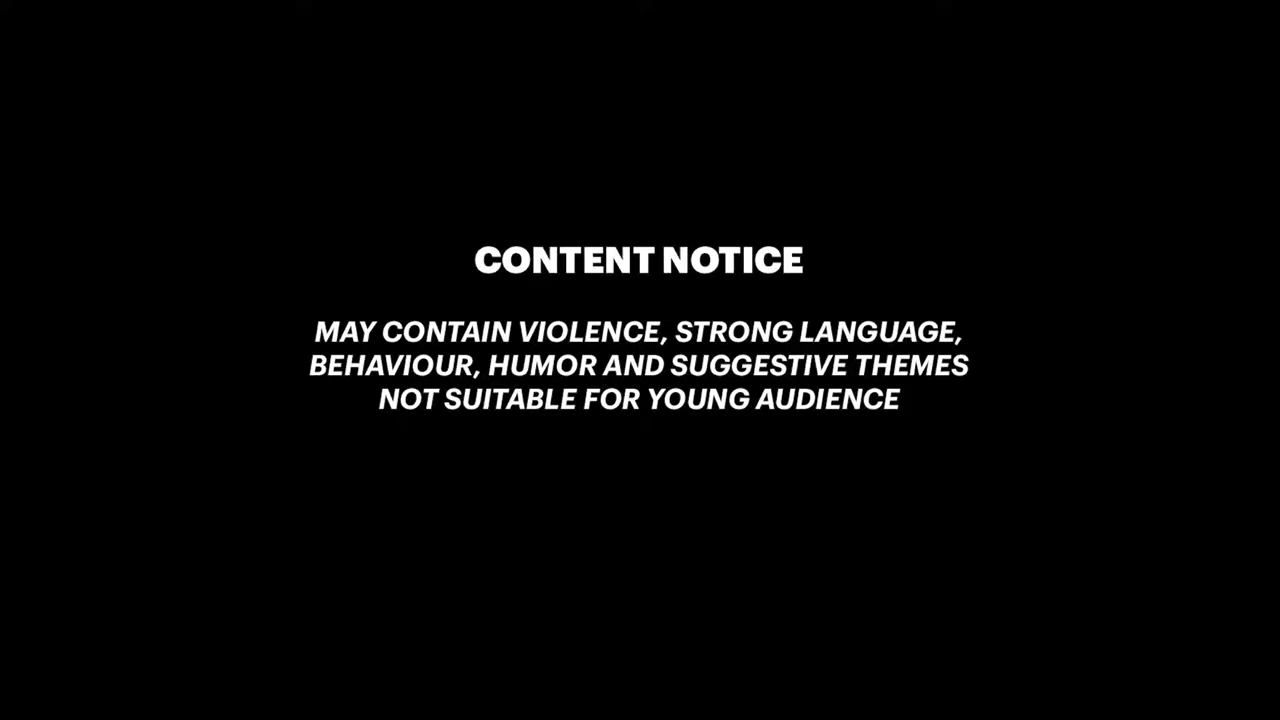 CONTENT NOTICE
MAY CONTAIN VIOLENCE, STRONG LANGUAGE,
BEHAVIOUR, HUMOR AND SUGGESTIVE THEMES
NOT SUITABLE FOR YOUNG AUDIENCE